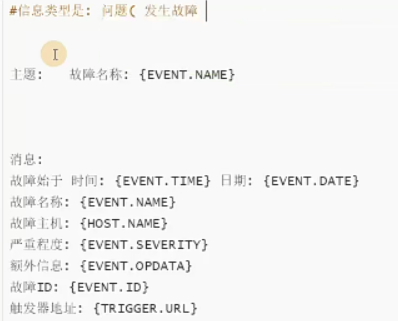 #信息类型是: 问题( 发生故障
主题: 故障名称: {EVENT.NAME}
消息:
故障始于 时间: {EVENT.TIME} 日期: {EVENT.DATE}
故障名称: {EVENT.NAME}
故障主机: {HOST.NAME}
严重程度: {EVENT.SEVERITY}
额外信息: {EVENT.OPDATA}
故障ID: {EVENT.ID}
触发器地址: {TRIGGER.URL}